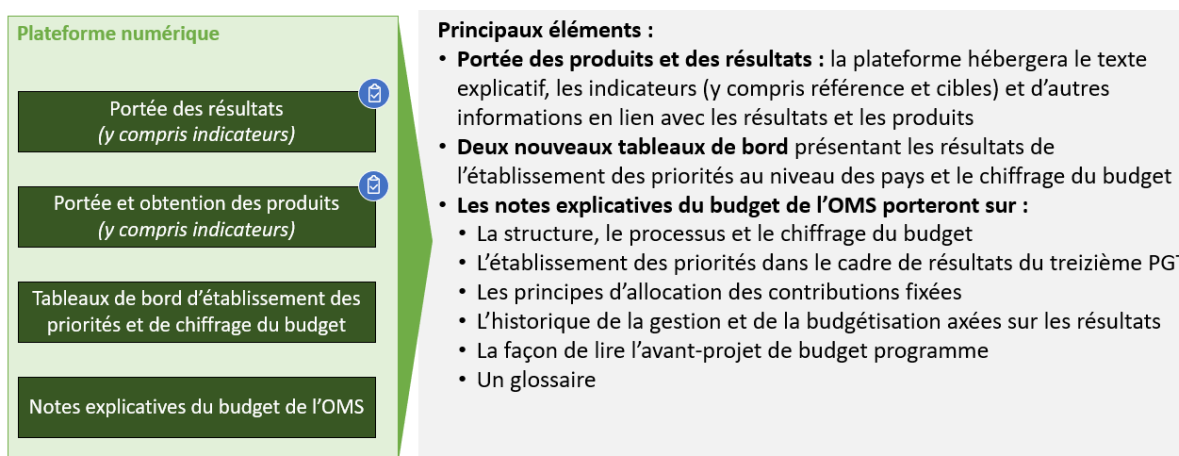 Plateforme numérique
Portée des résultats
(y compris indicateurs)
Portée et obtention des produits
(y compris indicateurs)
Tableaux de bord d’établissement des
priorités et de chiffrage du budget
Notes explicatives du budget de l’OMS
Principaux éléments :
• Portée des produits et des résultats : la plateforme hébergera le texte
explicatif, les indicateurs (y compris référence et cibles) et d’autres
informations en lien avec les résultats et les produits
• Deux nouveaux tableaux de bord présentant les résultats de
l’établissement des priorités au niveau des pays et le chiffrage du budget
• Les notes explicatives du budget de l’OMS porteront sur :
• La structure, le processus et le chiffrage du budget
• L’établissement des priorités dans le cadre de résultats du treizième PGT
• Les principes d’allocation des contributions fixées
• L’historique de la gestion et de la budgétisation axées sur les résultats
• La façon de lire l’avant-projet de budget programme
• Un glossaire